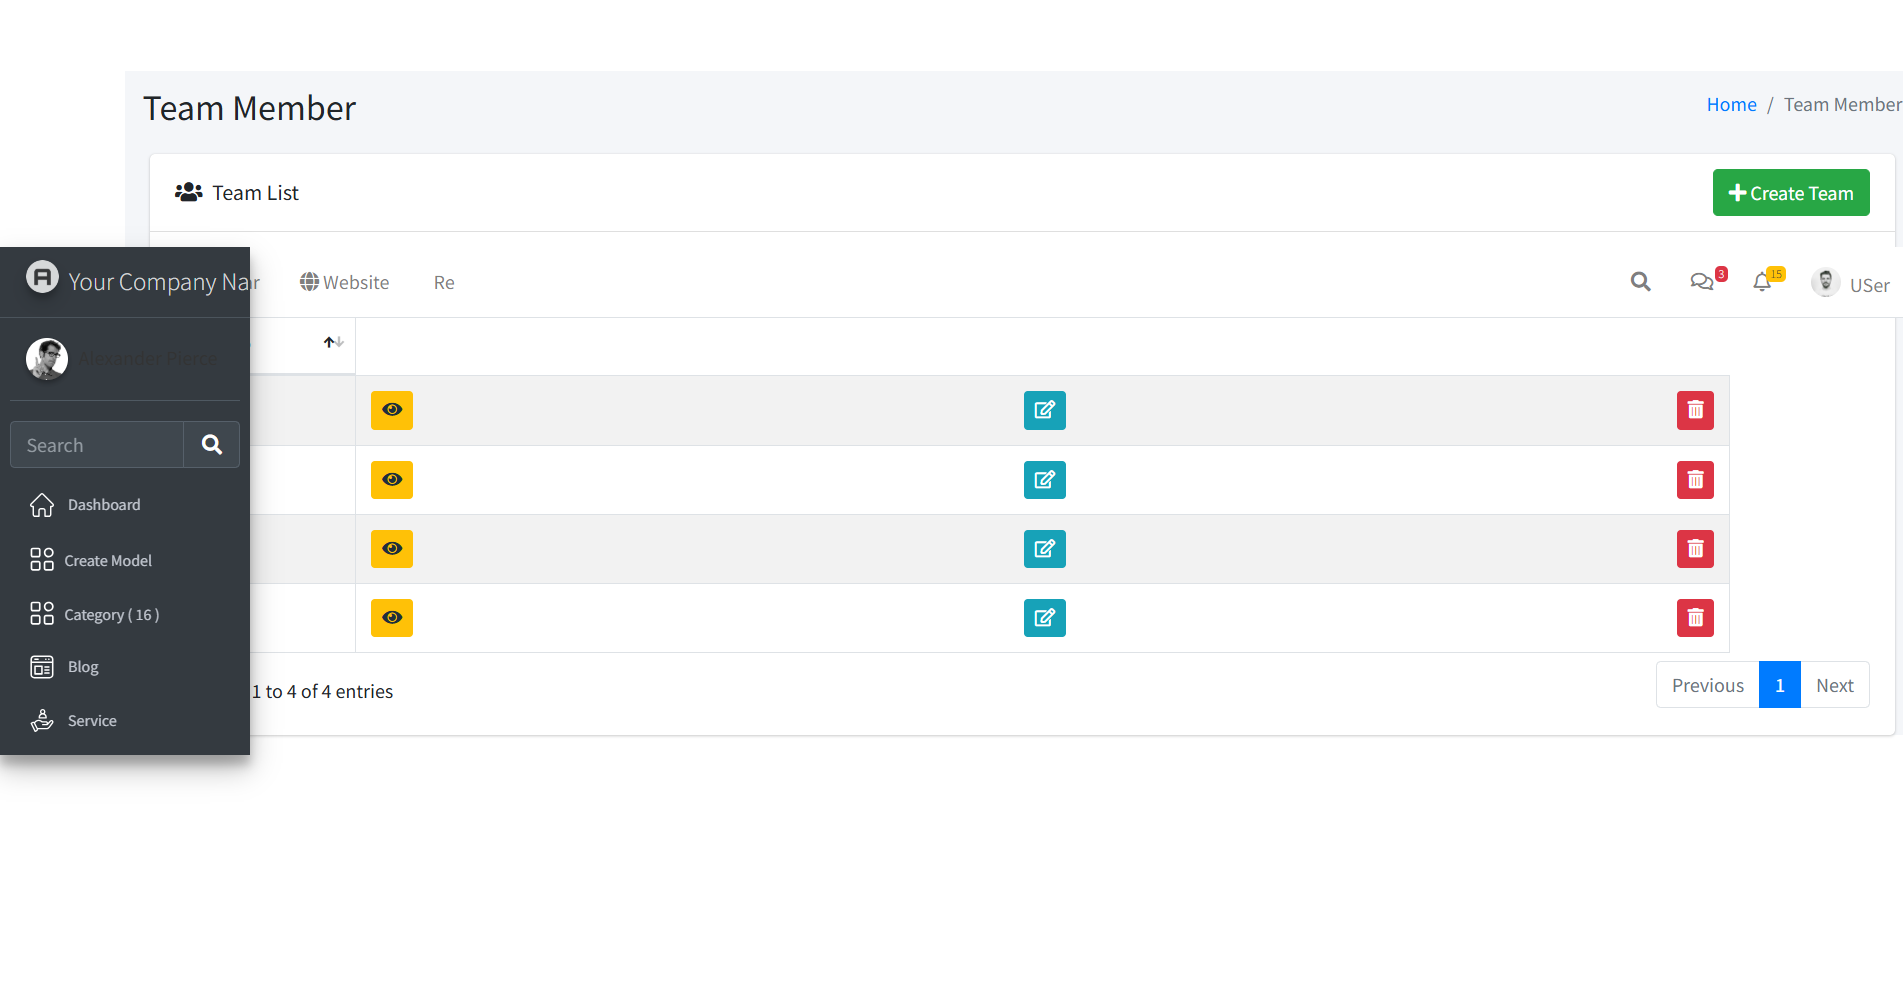 Team Member
Home / Team Member
Team List
Create Team
Your Company Na
Website
Re
3
15
USer
Alexander Pierce
Search
Dashboard
Create Model
Category ( 16 )
Blog
Service
1 to 4 of 4 entries
Previous 1 Next